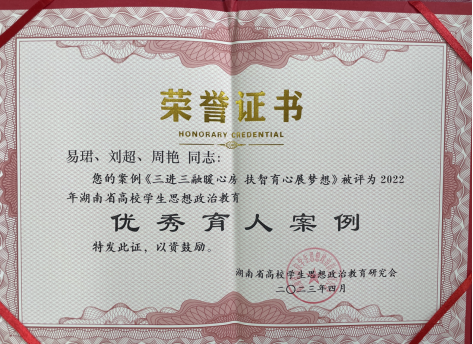 荣誉证书
HONORARY CREDENTIAL
易珺、刘超、周艳 同志：
您的案例《三进三融暖心房 扶智育心展梦想》被评为2022
年湖南省高校学生思想政治教育
优秀育人案例
特发此证，以资鼓励。
湖南省高校学生思想政治教育研究会
二〇二三年四月